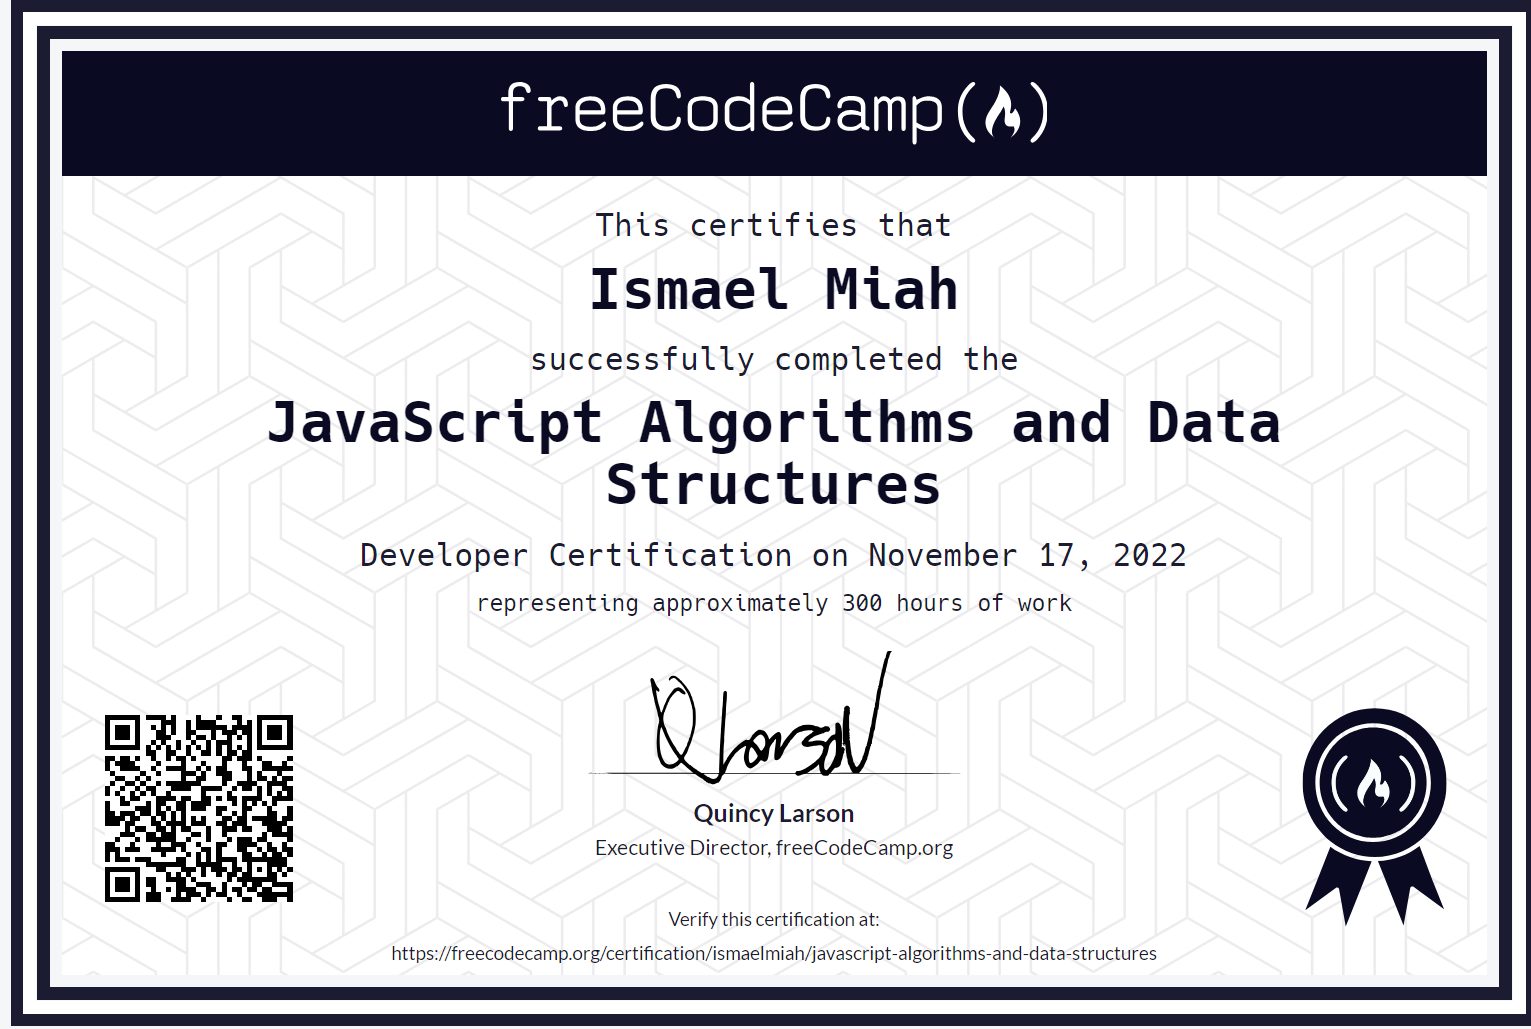 freeCodeCamp
This certifies that
Ismael Miah
successfully completed the
JavaScript Algorithms and Data
Structures
Developer Certification on November 17, 2022
representing approximately 300 hours of work
Q Larson
Quincy Larson
Executive Director, freeCodeCamp.org
Verify this certification at:
https://freecodecamp.org/certification/ismaelmiah/javascript-algorithms-and-data-structures